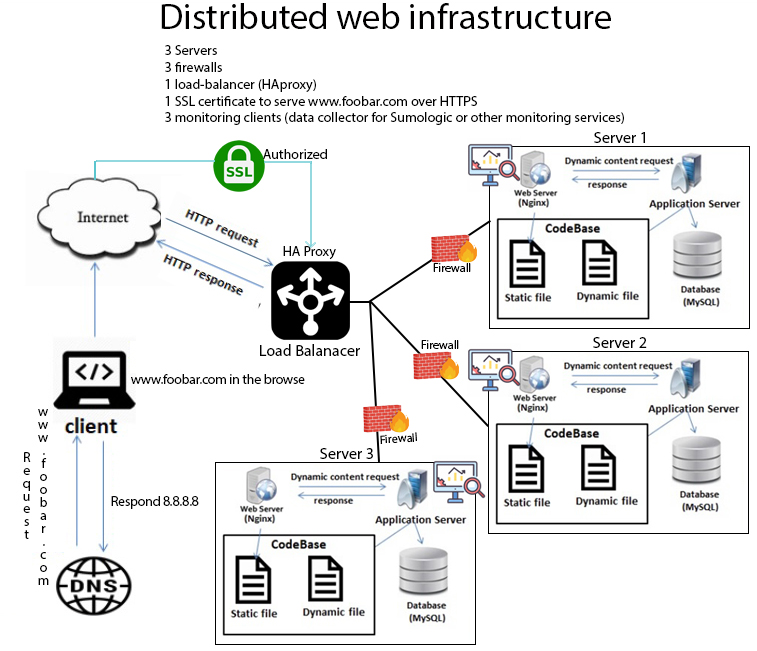 Distributed web infrastructure
3 Servers
3 firewalls
1 load-balancer (HAproxy)
1 SSL certificate to serve www.foobar.com over HTTPS
3 monitoring clients (data collector for Sumologic or other monitoring services)
SSL
Authorized
Internet
HTTP request
HTTP response
HA Proxy
Load Balanacer
www.foobar.com in the browse
client
www.foobar.com
Request
Respond 8.8.8.8
DNS
Firewall
Firewall
Firewall
Server 1
Dynamic content request
response
Web Server
(Nginx)
Application Server
CodeBase
Static file
Dynamic file
Database
(MySQL)
Server 2
Dynamic content request
response
Web Server
(Nginx)
Application Server
CodeBase
Static file
Dynamic file
Database
(MySQL)
Server 3
Dynamic content request
response
Web Server
(Nginx)
Application Server
CodeBase
Static file
Dynamic file
Database
(MySQL)